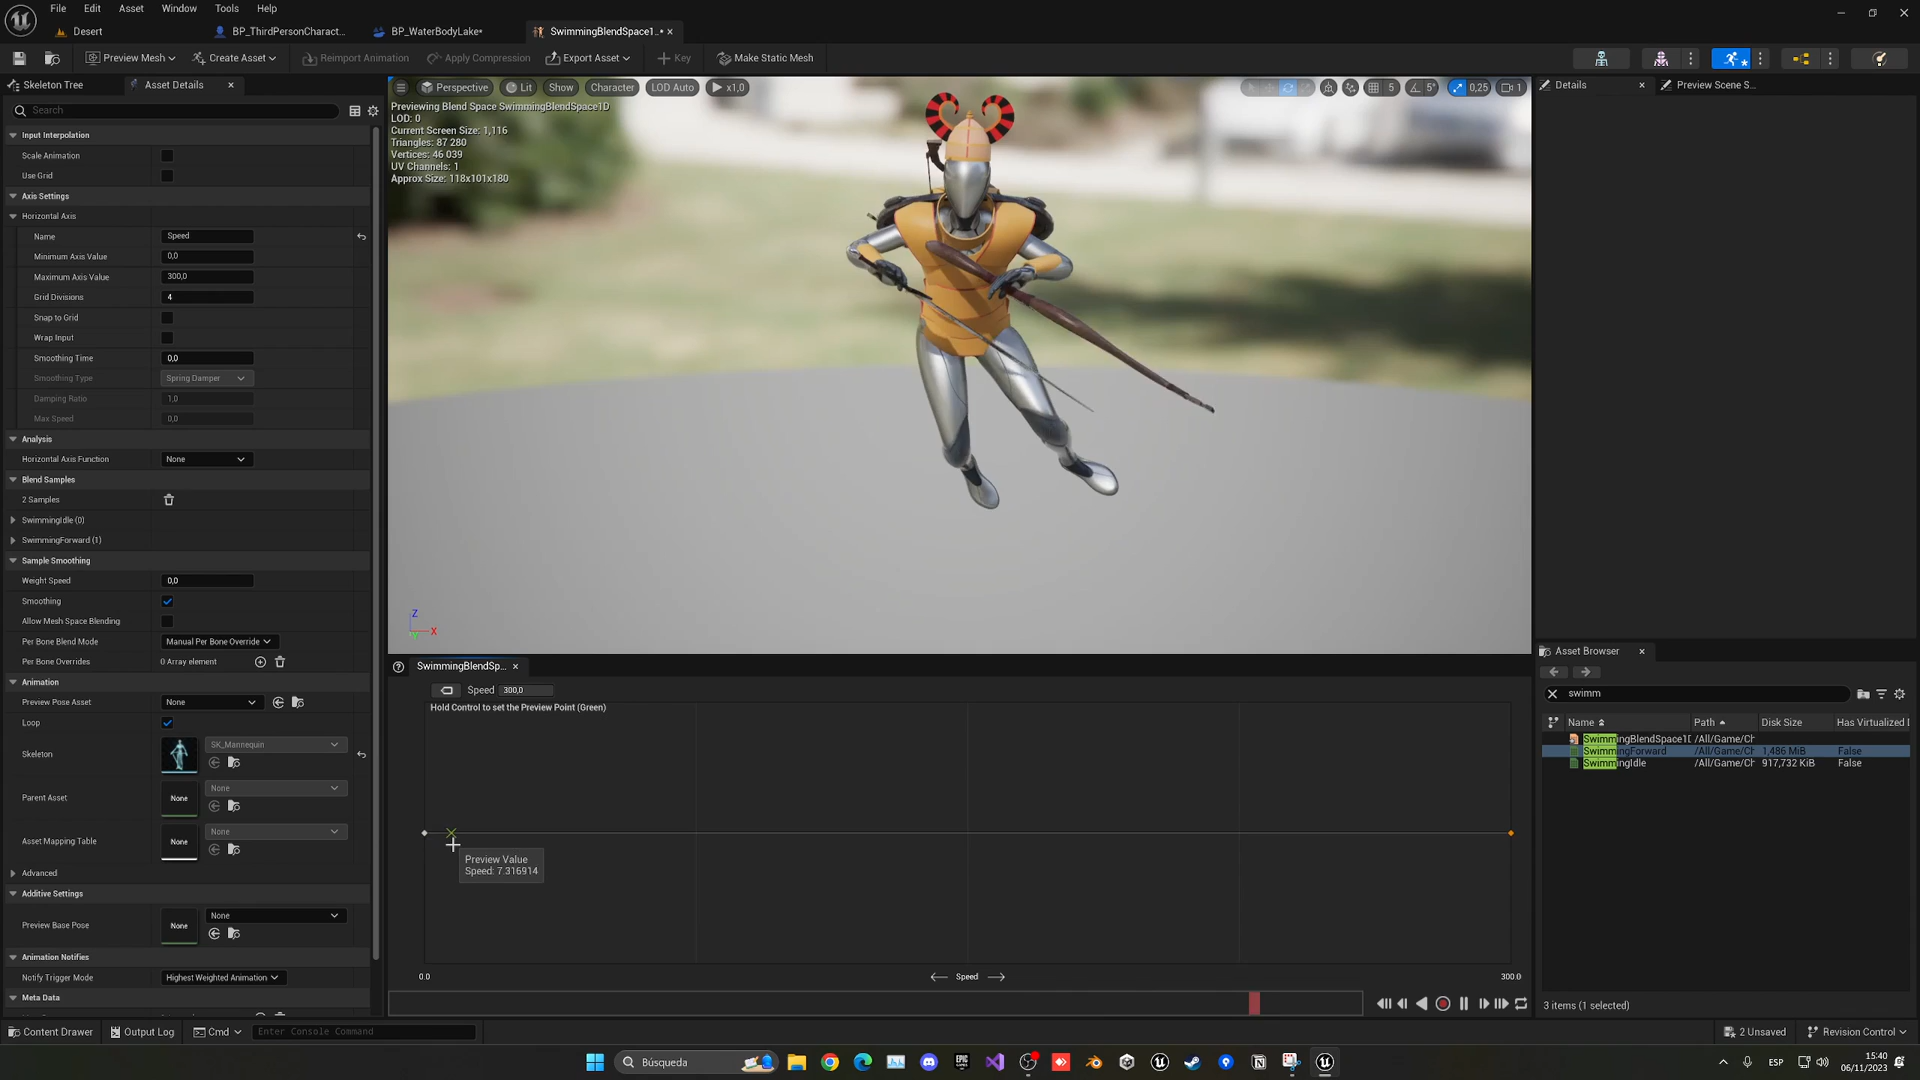 File Edit Asset Window Tools Help
Desert
BP_ThirdPersonCharact...
BP_WaterBodyLake*
SwimmingBlendSpace1...*
Preview Mesh
Create Asset
Reimport Animation
Apply Compression
Export Asset
Key
Make Static Mesh
Skeleton Tree
Asset Details
Search
Input Interpolation
Scale Animation
Use Grid
Axis Settings
Horizontal Axis
Name Speed
Minimum Axis Value 0,0
Maximum Axis Value 300,0
Grid Divisions 4
Snap to Grid
Wrap Input
Smoothing Time 0,0
Smoothing Type Spring Damper
Damping Ratio 1,0
Max Speed 0,0
Analysis
Horizontal Axis Function None
Blend Samples
2 Samples
SwimmingIdle (0)
SwimmingForward (1)
Sample Smoothing
Weight Speed 0,0
Smoothing
Allow Mesh Space Blending
Per Bone Blend Mode Manual Per Bone Override
Per Bone Overrides 0 Array element
Animation
Preview Pose Asset None
Loop
Skeleton SK_Mannequin
Parent Asset None None
Asset Mapping Table None None
Advanced
Additive Settings
Preview Base Pose None None
Animation Notifies
Notify Trigger Mode Highest Weighted Animation
Meta Data
Perspective Lit Show Character LOD Auto x1,0
5 5° 0,25 1
Previewing Blend Space SwimmingBlendSpace1D
LOD: 0
Current Screen Size: 1,116
Triangles: 87 280
Vertices: 46 039
UV Channels: 1
Approx Size: 118x101x180
Z
X
Y
SwimmingBlendSp...
Speed 300,0
Hold Control to set the Preview Point (Green)
Preview Value
Speed: 7.316914
0.0 Speed 300.0
Details
Preview Scene S...
Asset Browser
swimm
Name Path Disk Size Has Virtualized D
SwimmingBlendSpace1D /All/Game/Ch
SwimmingForward /All/Game/Ch 1,486 MiB False
SwimmingIdle /All/Game/Ch 917,732 KiB False
3 items (1 selected)
Content Drawer
Output Log
Cmd
Enter Console Command
2 Unsaved
Revision Control
Búsqueda
EPIC GAMES
ESP
15:40
06/11/2023